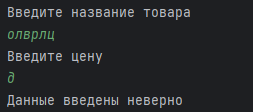 Введите название товара
олврлц
Введите цену
д
Данные введены неверно